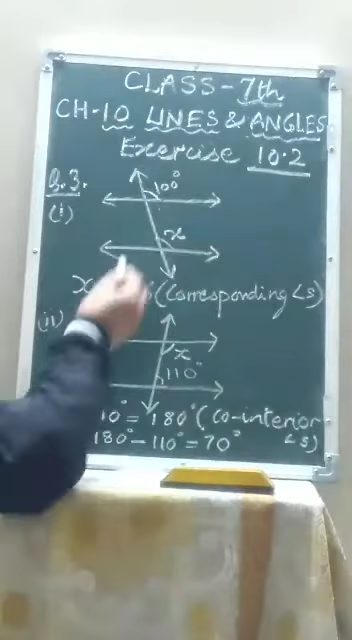 CLASS - 7th
CH-10 LINES & ANGLES
Exercise 10.2
Q.3.
(i)
100°
x
x (Corresponding ∠s)
(ii)
x
110°
10° = 180° (Co-interior
180° - 110° = 70° ∠s)